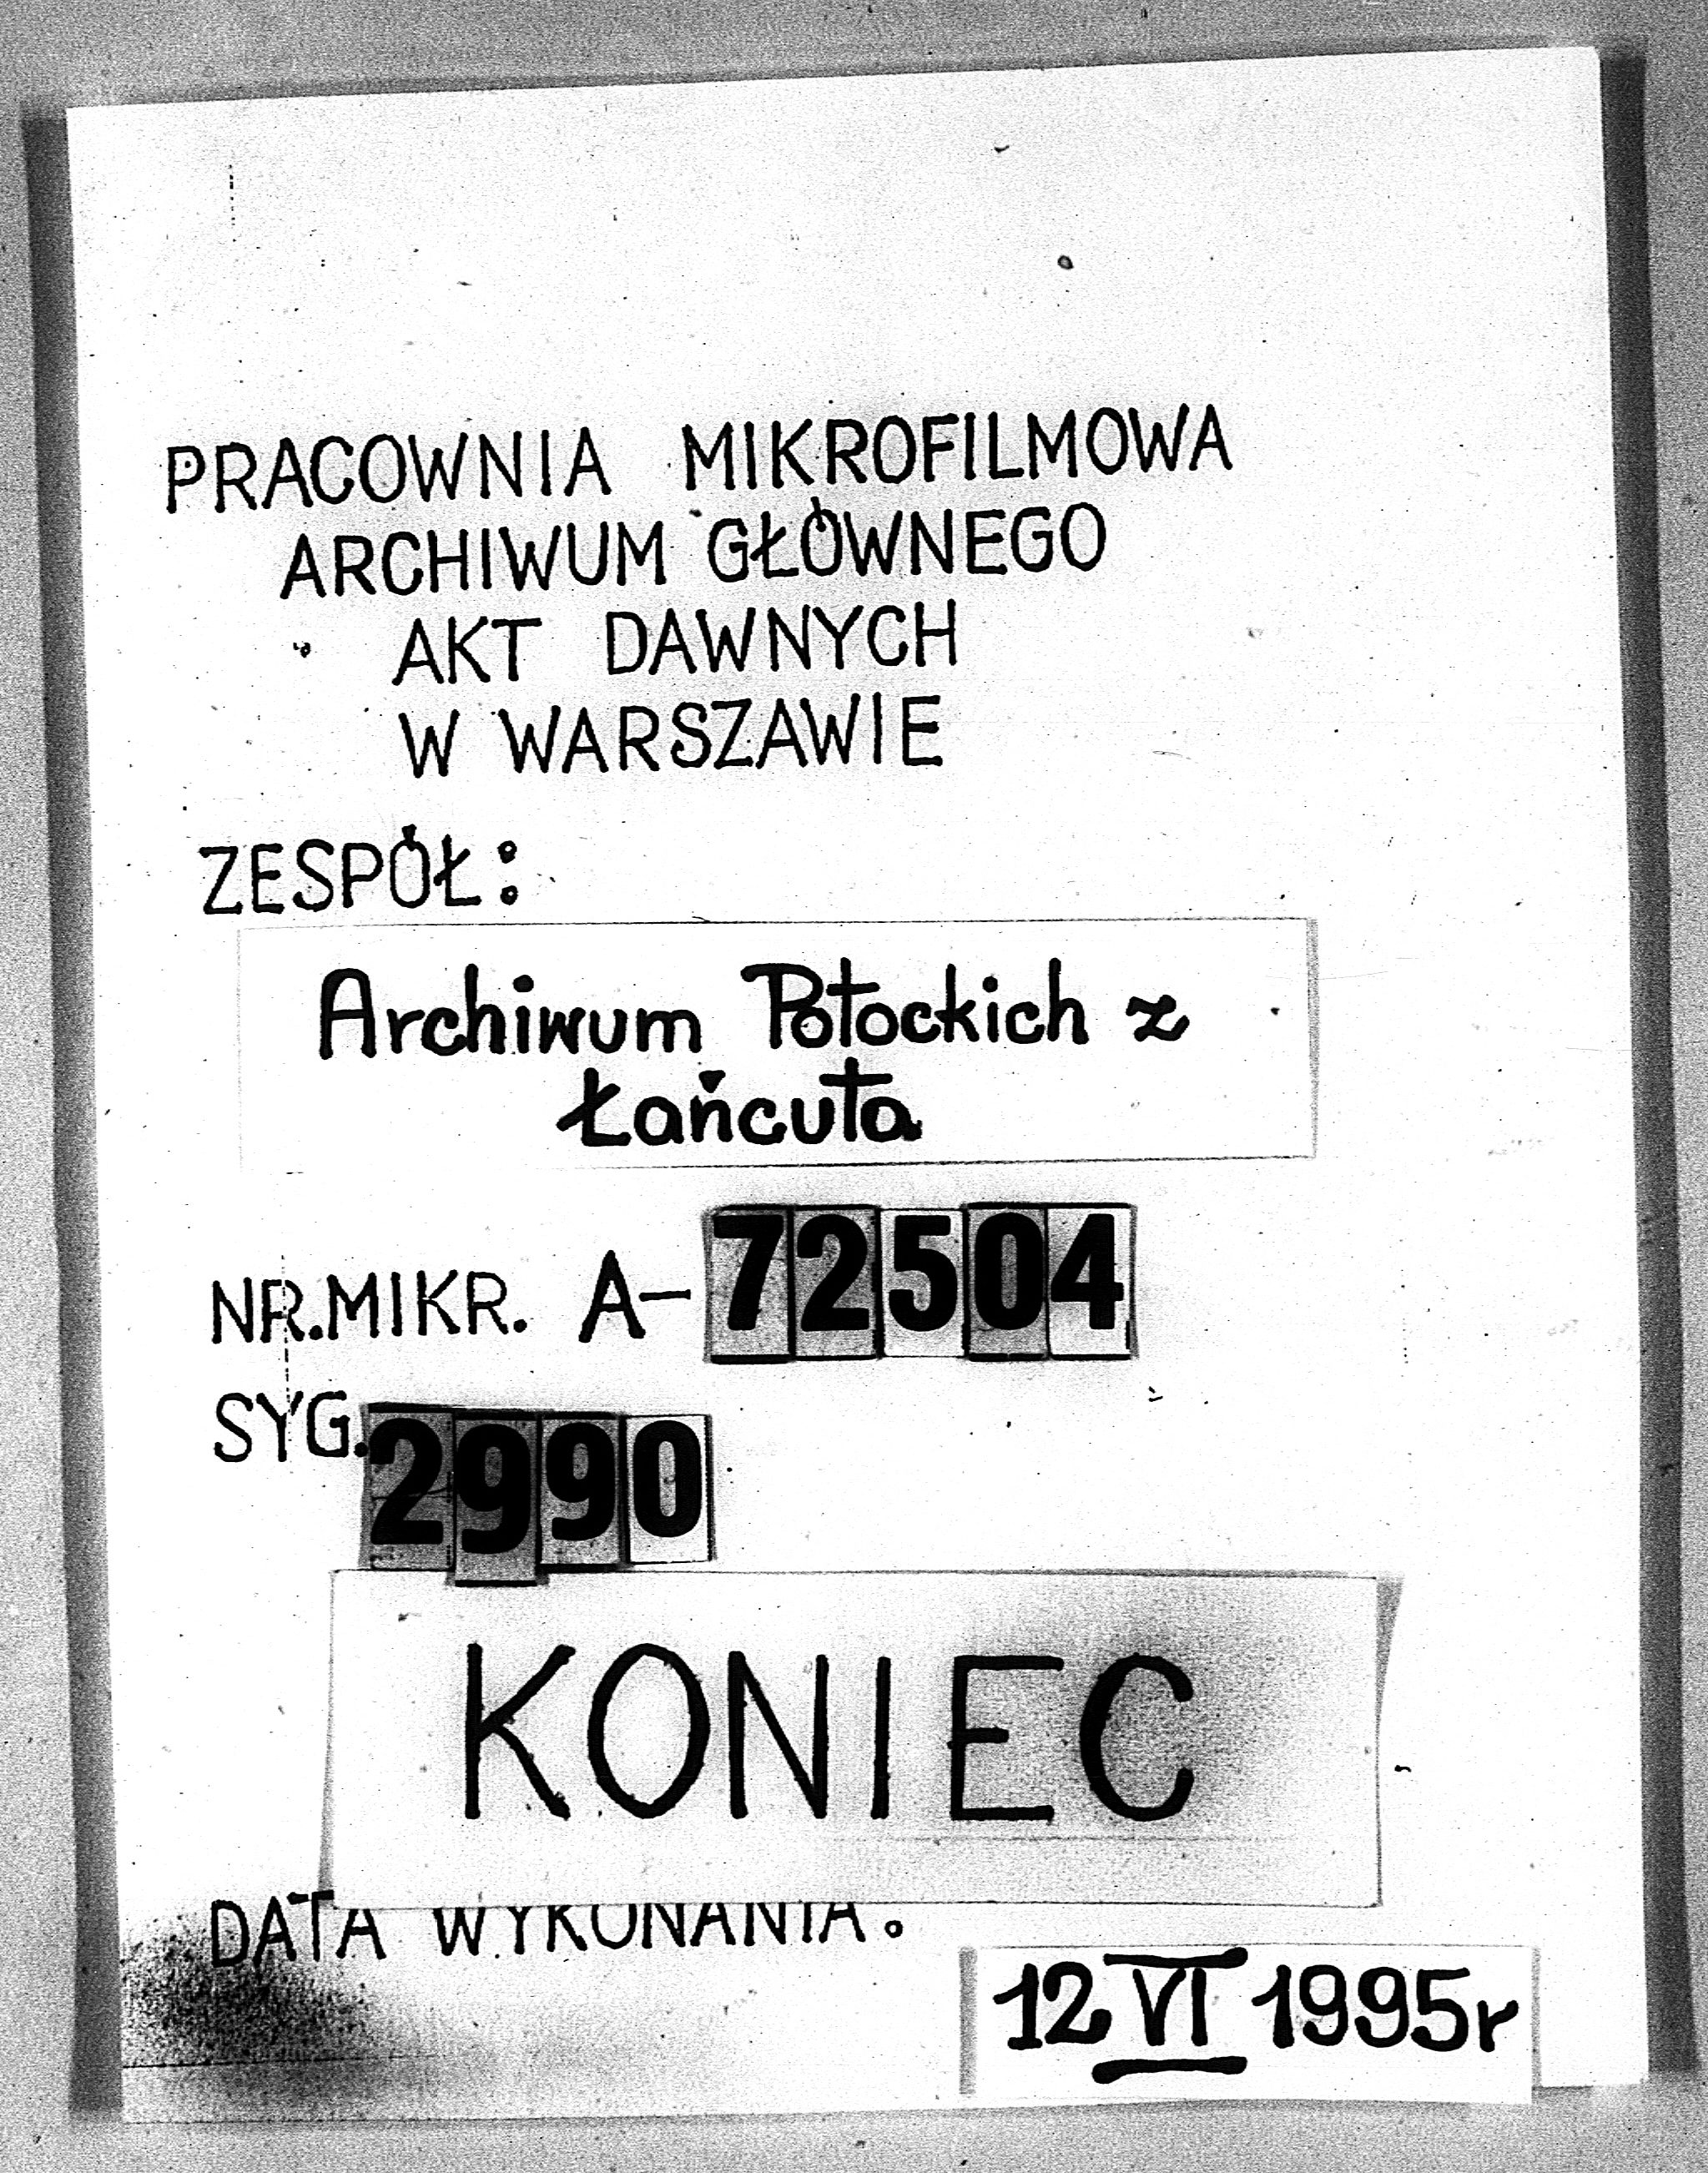 PRACOWNIA MIKROFILMOWA
ARCHIWUM GŁÓWNEGO
AKT DAWNYCH
W WARSZAWIE
ZESPÓŁ:
Archiwum Potockich z
Łańcuta
NR.MIKR. A-72504
SYG. 2990
KONIEC
DATA WYKONANIA:
12 VI 1995r